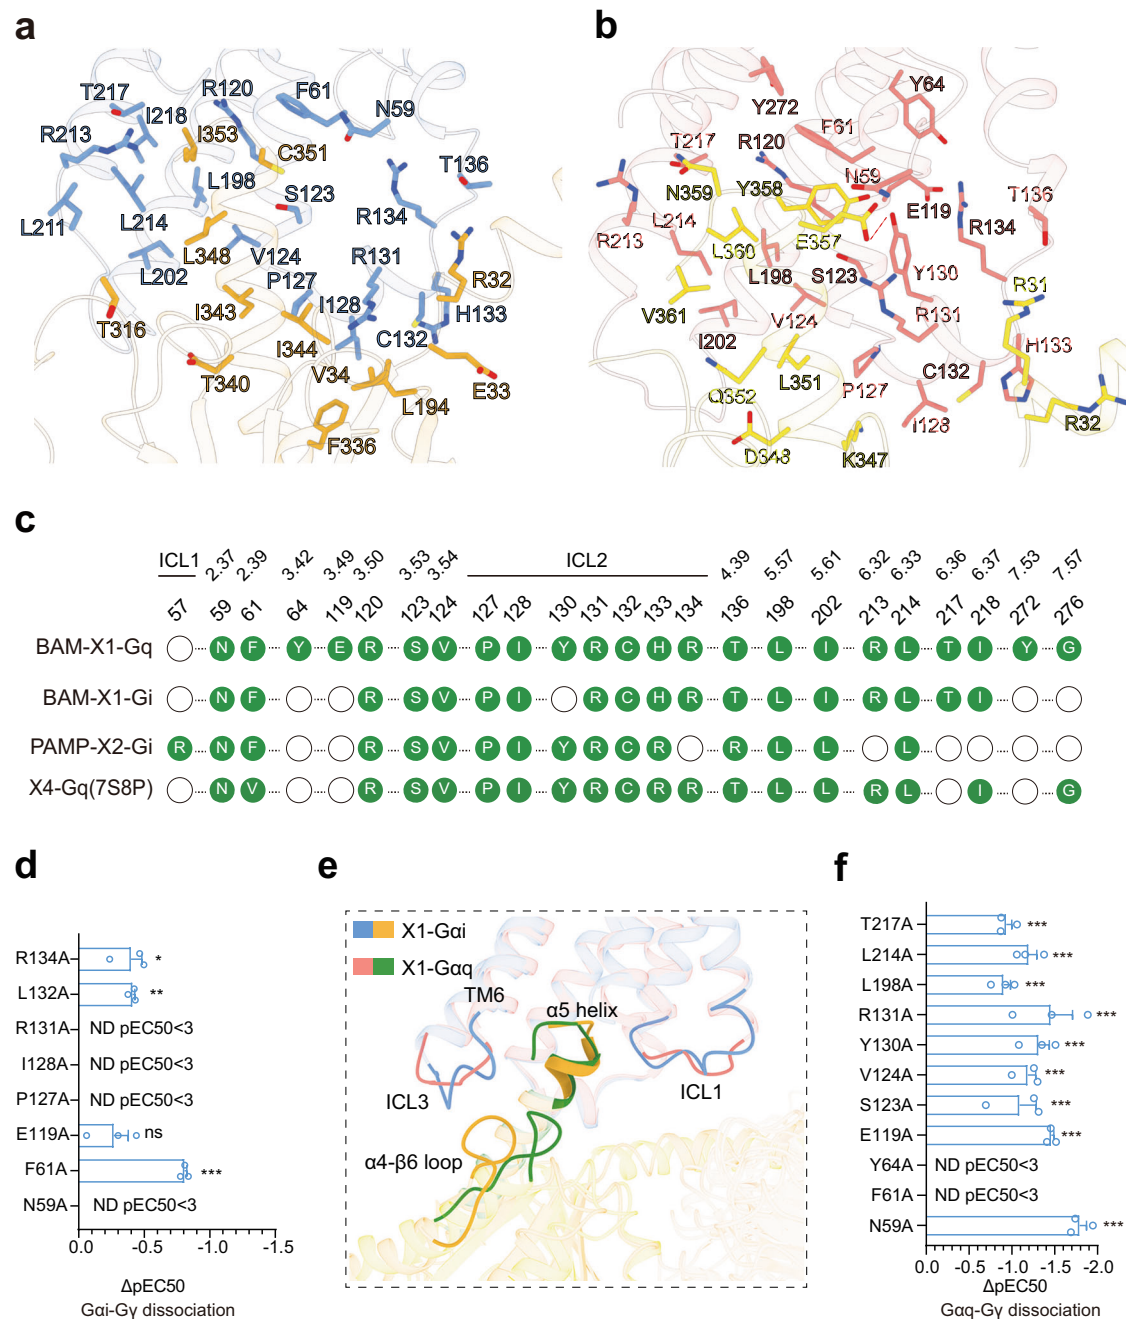 a
T217
I218
R120
F61
N59
R213
I353
C351
T136
L198
S123
R134
L211
L214
L348
V124
R131
L202
P127
R32
I128
H133
T316
I343
C132
I344
V34
E33
T340
L194
F336
b
Y64
Y272
F61
T217
R120
N59
N359
Y358
T136
E119
L214
R134
R213
L360
E357
L198
S123
Y130
R31
V361
V124
R131
I202
H133
L351
C132
Q352
P127
R32
I128
D348
K347
c
ICL1 2.37 2.39 3.42 3.49 3.50 3.53 3.54 ICL2 4.39 5.57 5.61 6.32 6.33 6.36 6.37 7.53 7.57
57 59 61 64 119 120 123 124 127 128 130 131 132 133 134 136 198 202 213 214 217 218 272 276
BAM-X1-Gq N F Y E R S V P I Y R C H R T L I R L T I Y G
BAM-X1-Gi N F R S V P I R C H R T L I R L T I
PAMP-X2-Gi R N F R S V P I Y R C R R L L L
X4-Gq(7S8P) N V R S V P I Y R C R R T L L R L I G
d
R134A *
L132A **
R131A ND pEC50<3
I128A ND pEC50<3
P127A ND pEC50<3
E119A ns
F61A ***
N59A ND pEC50<3
0.0 -0.5 -1.0 -1.5
ΔpEC50
Gαi-Gγ dissociation
e
X1-Gαi
X1-Gαq
TM6
α5 helix
ICL3
ICL1
α4-β6 loop
f
T217A ***
L214A ***
L198A ***
R131A ***
Y130A ***
V124A ***
S123A ***
E119A ***
Y64A ND pEC50<3
F61A ND pEC50<3
N59A ***
0.0 -0.5 -1.0 -1.5 -2.0
ΔpEC50
Gαq-Gγ dissociation